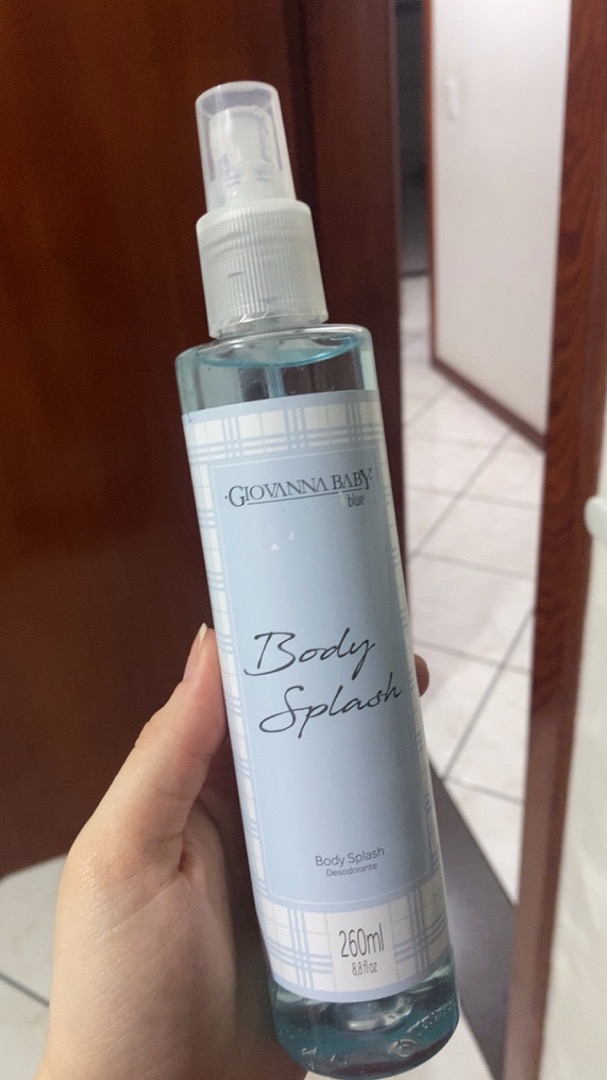 ·GIOVANNA BABY·
blue
Body
Splash
Body Splash
Desodorante
260ml
8,8 fl oz